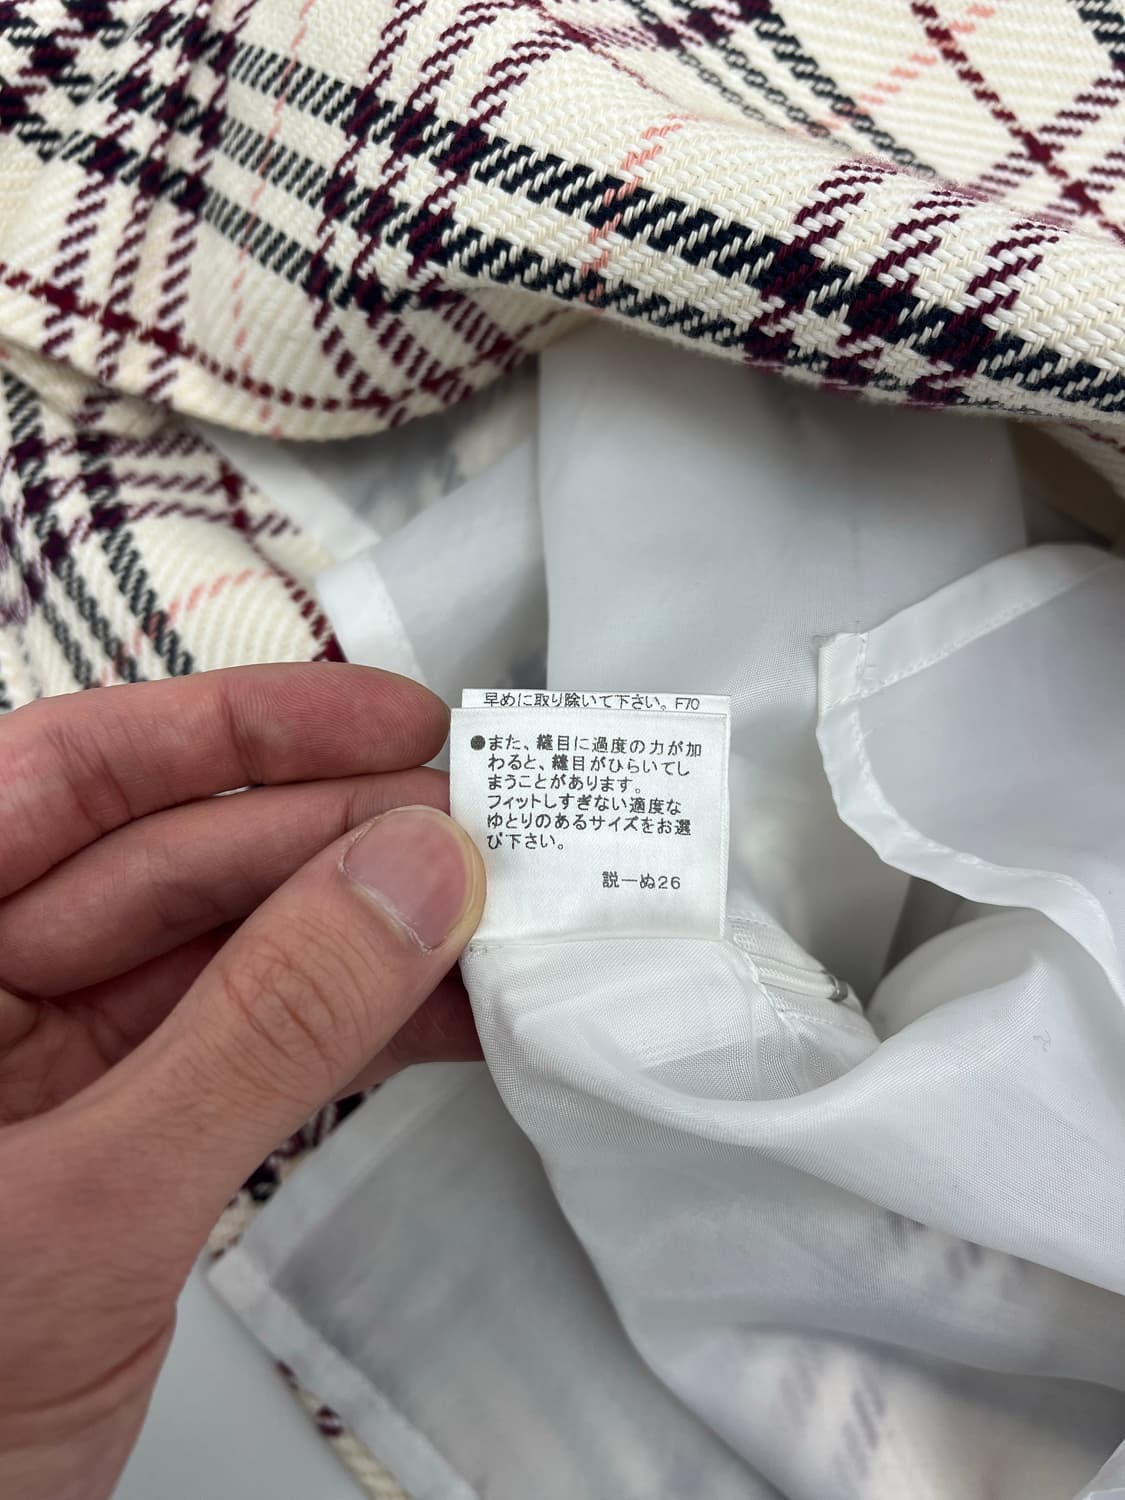 早めに取り除いて下さい。F70
●また、縫目に過度の力が加
わると、縫目がひらいてし
まうことがあります。
フィットしすぎない適度な
ゆとりのあるサイズをお選
び下さい。
説ーぬ26